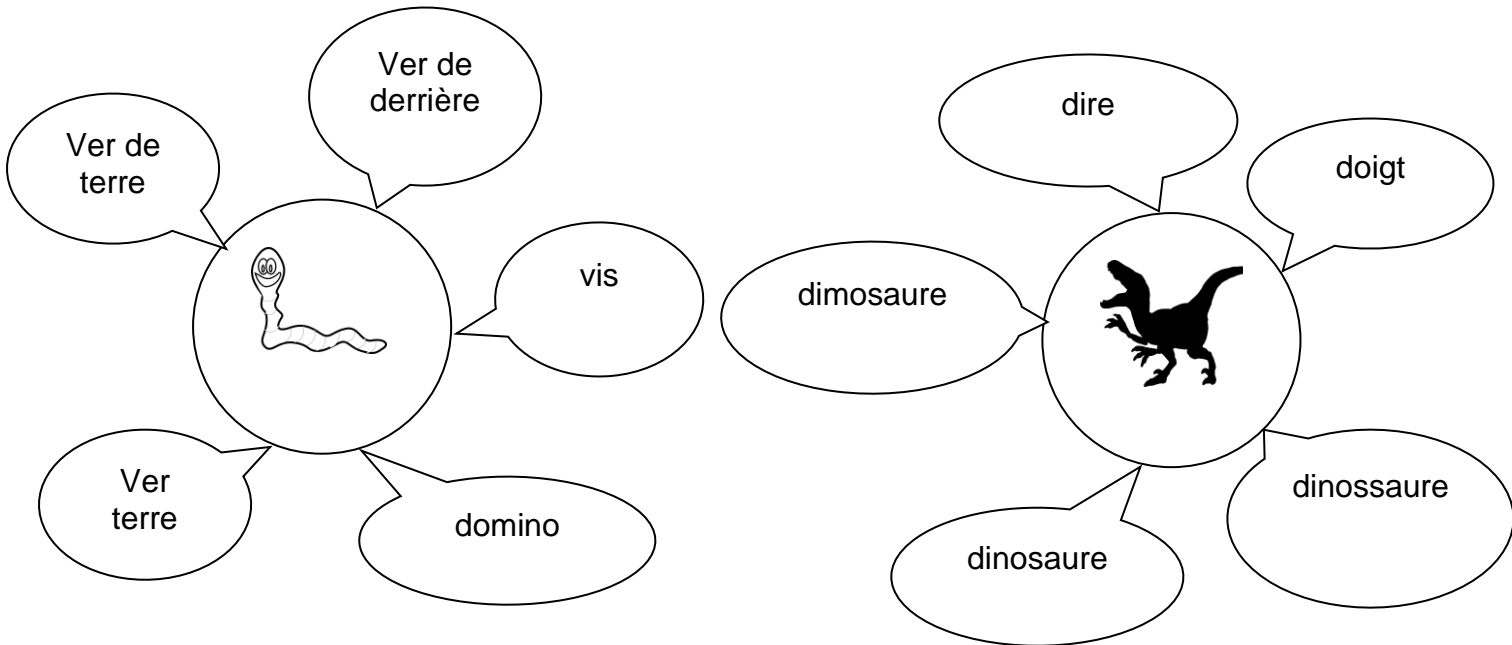 Ver de
derrière
Ver de
terre
vis
Ver
terre
domino
dire
doigt
dimosaure
dinossaure
dinosaure